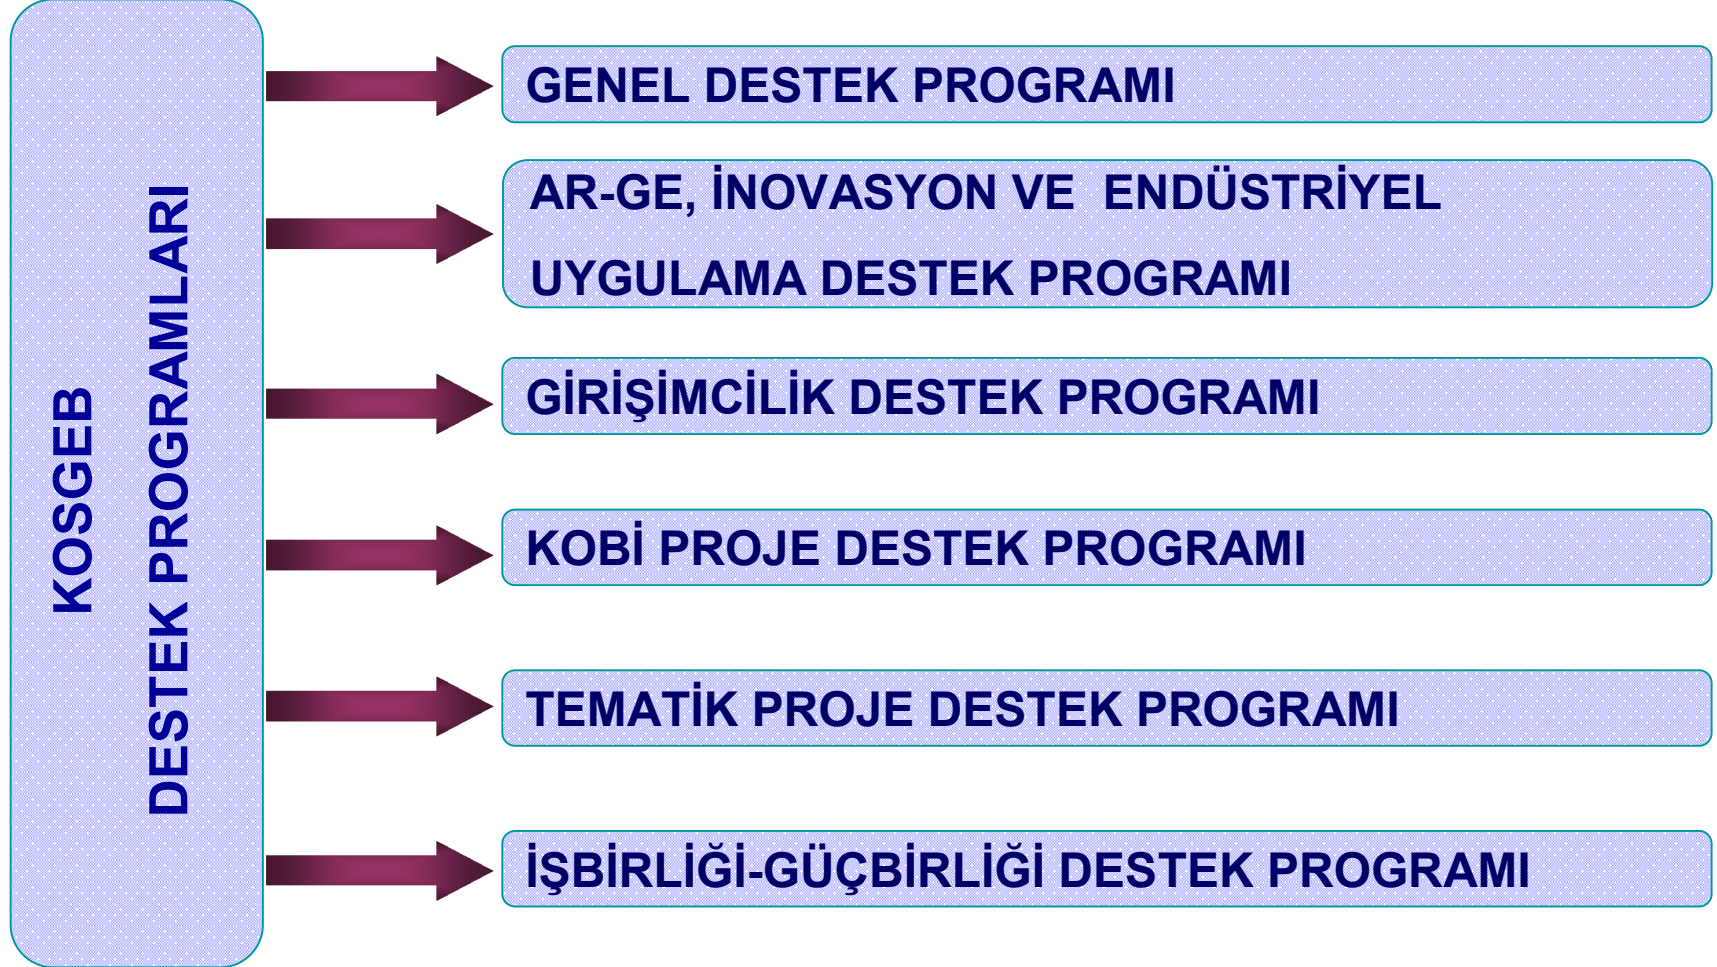 KOSGEB
DESTEK PROGRAMLARI
GENEL DESTEK PROGRAMI
AR-GE, İNOVASYON VE  ENDÜSTRİYEL
UYGULAMA DESTEK PROGRAMI
GİRİŞİMCİLİK DESTEK PROGRAMI
KOBİ PROJE DESTEK PROGRAMI
TEMATİK PROJE DESTEK PROGRAMI
İŞBİRLİĞİ-GÜÇBİRLİĞİ DESTEK PROGRAMI